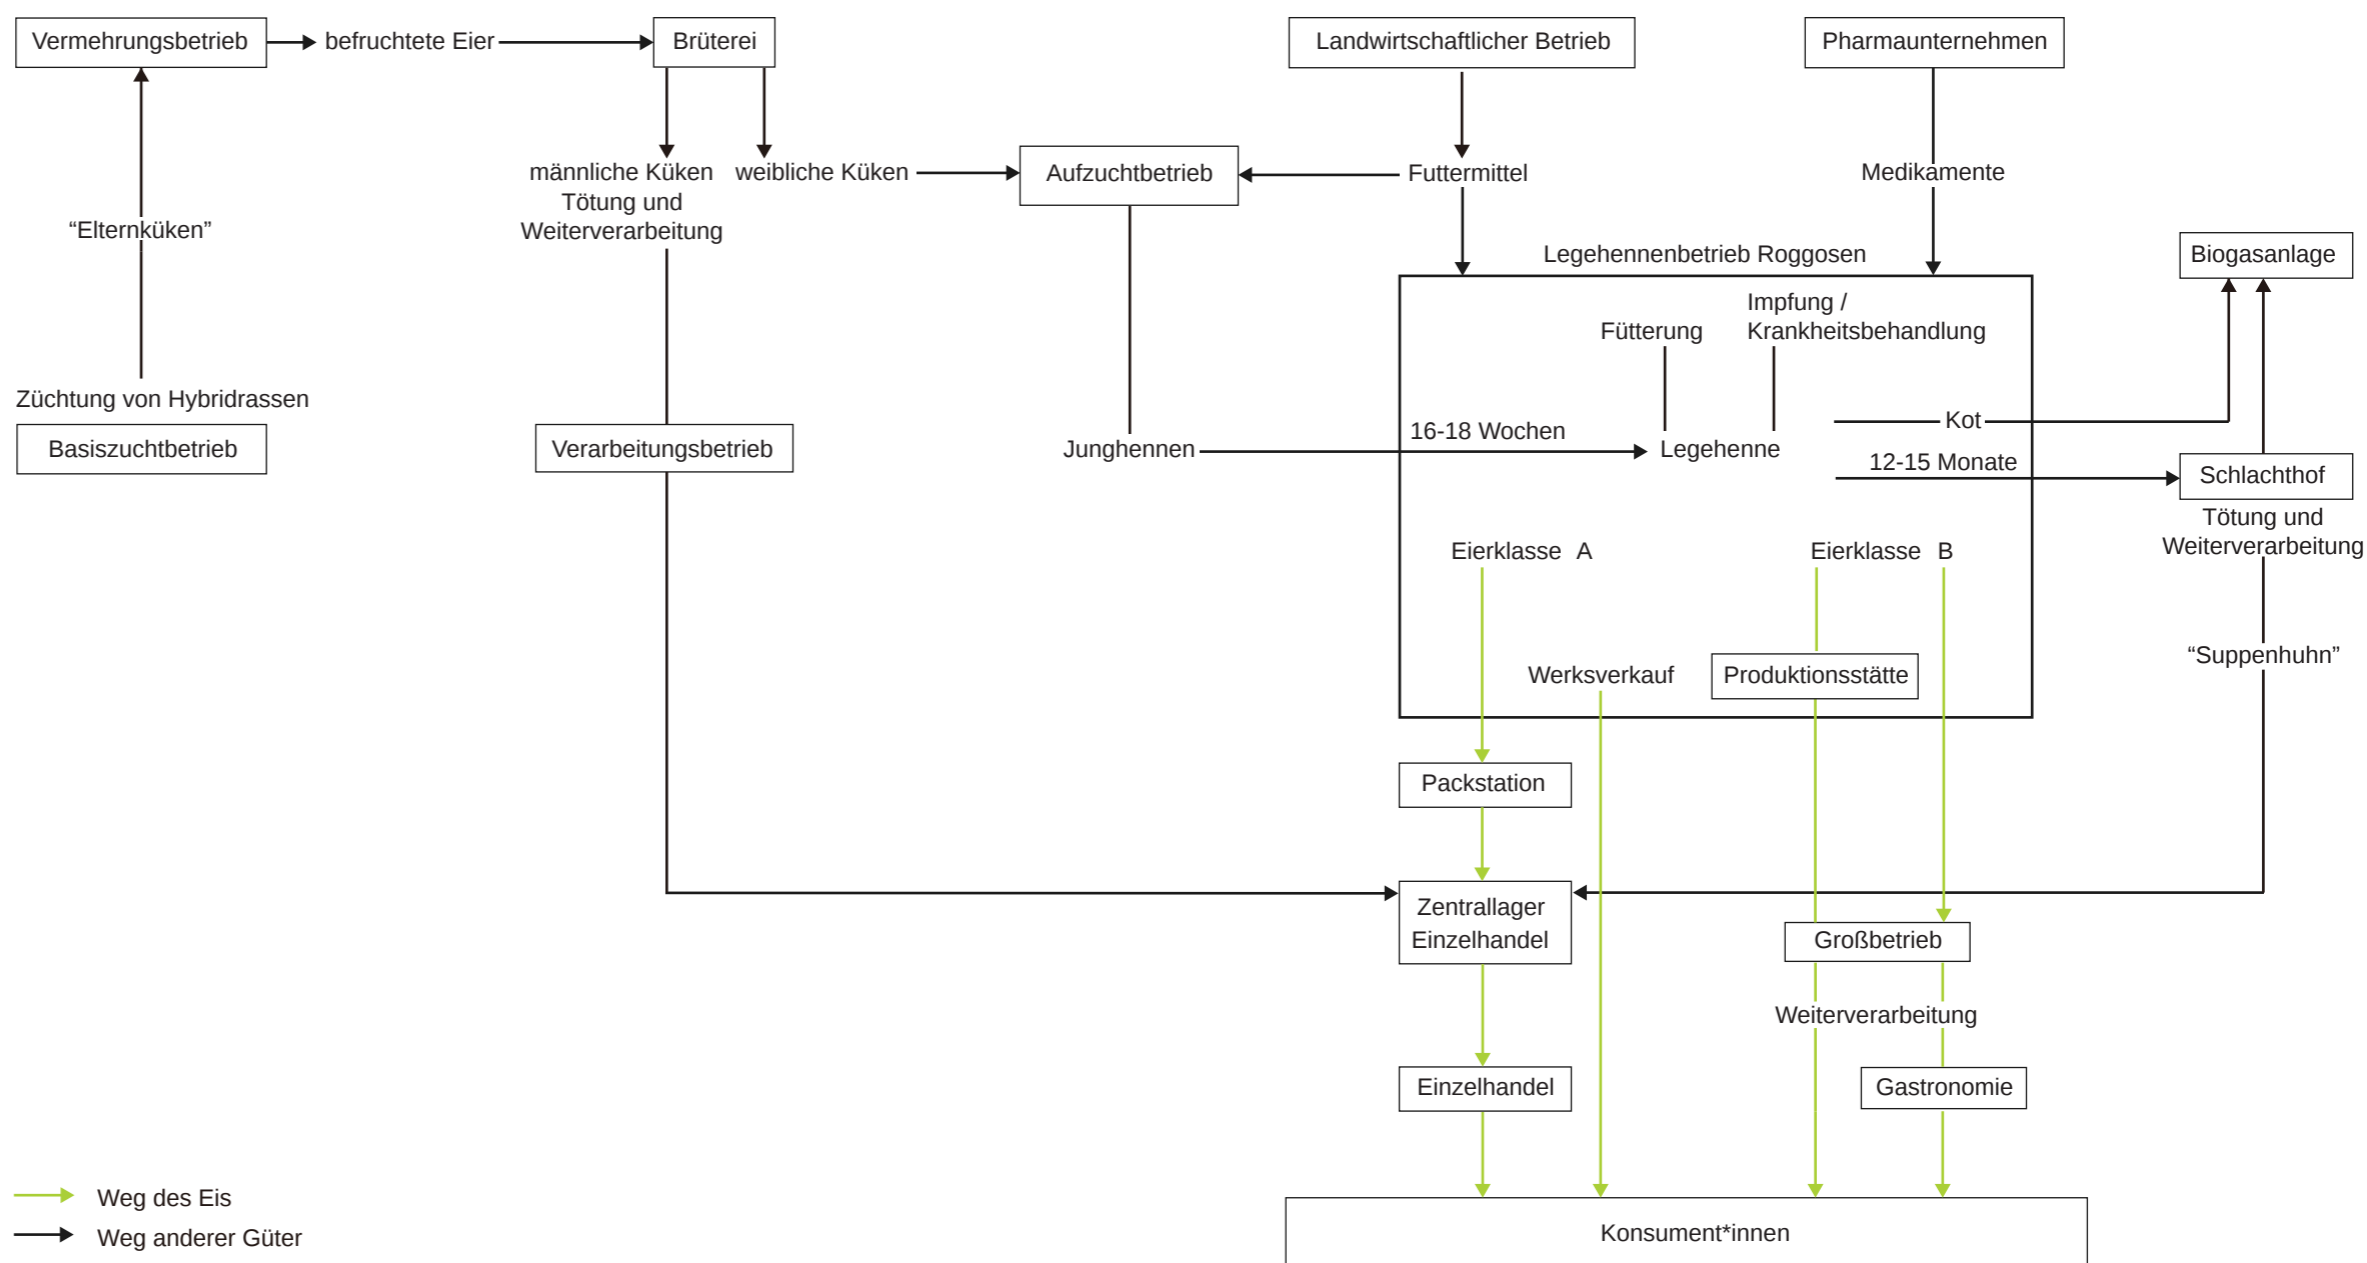 Vermehrungsbetrieb
befruchtete Eier
Brüterei
Landwirtschaftlicher Betrieb
Pharmaunternehmen
männliche Küken
Tötung und
Weiterverarbeitung
weibliche Küken
Aufzuchtbetrieb
Futtermittel
Medikamente
“Elternküken”
Legehennenbetrieb Roggosen
Biogasanlage
Impfung /
Krankheitsbehandlung
Fütterung
Züchtung von Hybridrassen
Basiszuchtbetrieb
Verarbeitungsbetrieb
Junghennen
16-18 Wochen
Legehenne
Kot
12-15 Monate
Schlachthof
Tötung und
Weiterverarbeitung
Eierklasse A
Eierklasse B
“Suppenhuhn”
Werksverkauf
Produktionsstätte
Packstation
Zentrallager
Einzelhandel
Großbetrieb
Weiterverarbeitung
Einzelhandel
Gastronomie
Weg des Eis
Weg anderer Güter
Konsument*innen